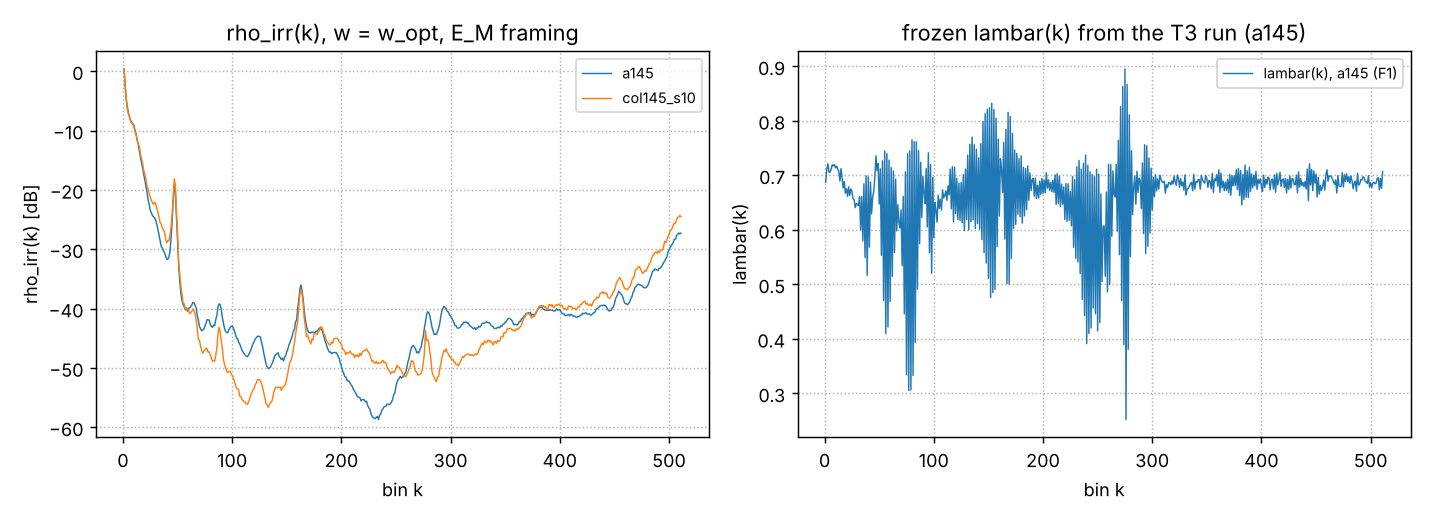 rho_irr(k), w = w_opt, E_M framing
a145
col145_s10
0
−10
−20
−30
−40
−50
−60
rho_irr(k) [dB]
0
100
200
300
400
500
bin k
frozen lambar(k) from the T3 run (a145)
lambar(k), a145 (F1)
0.9
0.8
0.7
0.6
0.5
0.4
0.3
lambar(k)
0
100
200
300
400
500
bin k